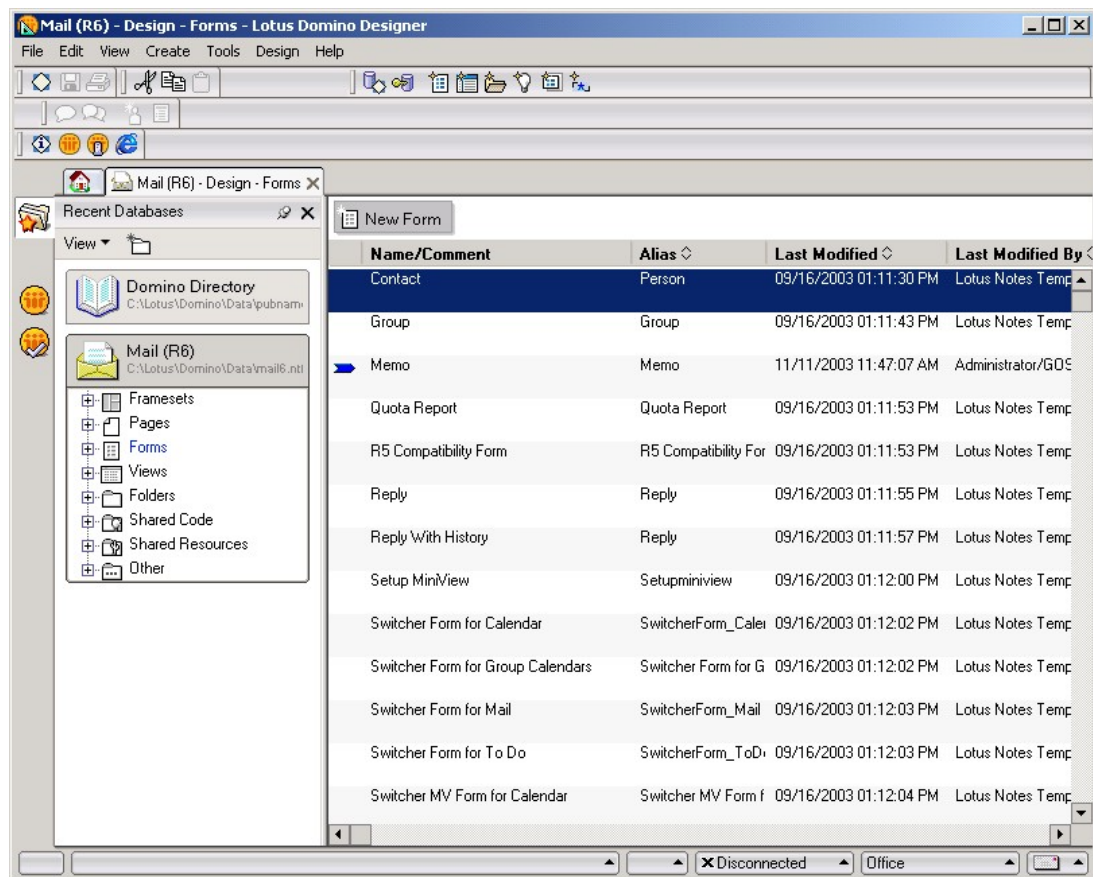 Mail (R6) - Design - Forms - Lotus Domino Designer
File Edit View Create Tools Design Help
Mail (R6) - Design - Forms
Recent Databases
View
New Form
Domino Directory
C:\Lotus\Domino\Data\pubnam
Mail (R6)
C:\Lotus\Domino\Data\mail6.nt
Framesets
Pages
Forms
Views
Folders
Shared Code
Shared Resources
Other
Name/Comment Alias Last Modified Last Modified By
Contact Person 09/16/2003 01:11:30 PM Lotus Notes Temp
Group Group 09/16/2003 01:11:43 PM Lotus Notes Temp
Memo Memo 11/11/2003 11:47:07 AM Administrator/GOS
Quota Report Quota Report 09/16/2003 01:11:53 PM Lotus Notes Temp
R5 Compatibility Form R5 Compatibility For 09/16/2003 01:11:53 PM Lotus Notes Temp
Reply Reply 09/16/2003 01:11:55 PM Lotus Notes Temp
Reply With History Reply 09/16/2003 01:11:57 PM Lotus Notes Temp
Setup MiniView Setupminiview 09/16/2003 01:12:00 PM Lotus Notes Temp
Switcher Form for Calendar SwitcherForm_Cale 09/16/2003 01:12:02 PM Lotus Notes Temp
Switcher Form for Group Calendars Switcher Form for G 09/16/2003 01:12:02 PM Lotus Notes Temp
Switcher Form for Mail SwitcherForm_Mail 09/16/2003 01:12:03 PM Lotus Notes Temp
Switcher Form for To Do SwitcherForm_ToD 09/16/2003 01:12:03 PM Lotus Notes Temp
Switcher MV Form for Calendar Switcher MV Form f 09/16/2003 01:12:04 PM Lotus Notes Temp
Disconnected Office